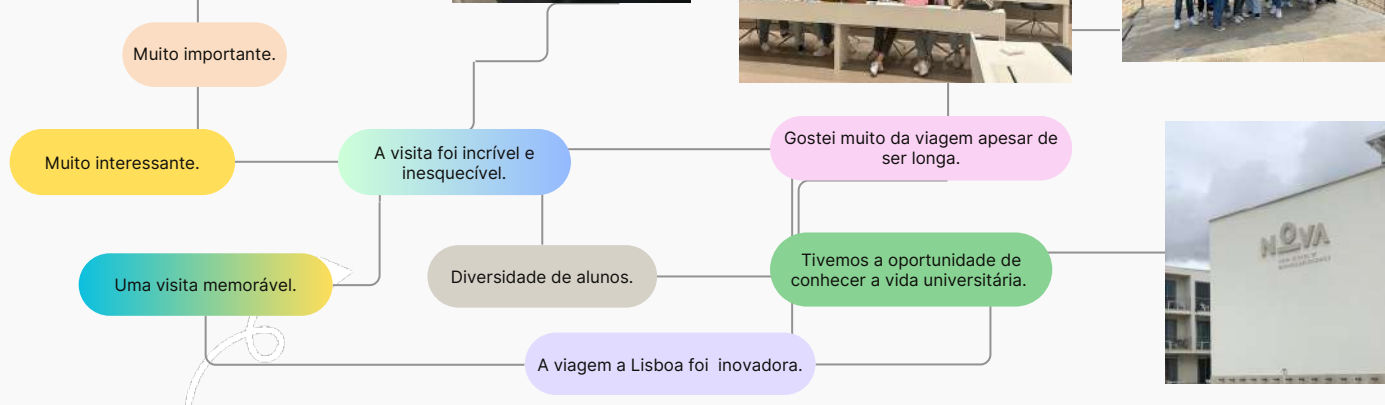 Muito importante.
Muito interessante.
A visita foi incrível e
inesquecível.
Gostei muito da viagem apesar de
ser longa.
Uma visita memorável.
Diversidade de alunos.
Tivemos a oportunidade de
conhecer a vida universitária.
A viagem a Lisboa foi  inovadora.
NOVA